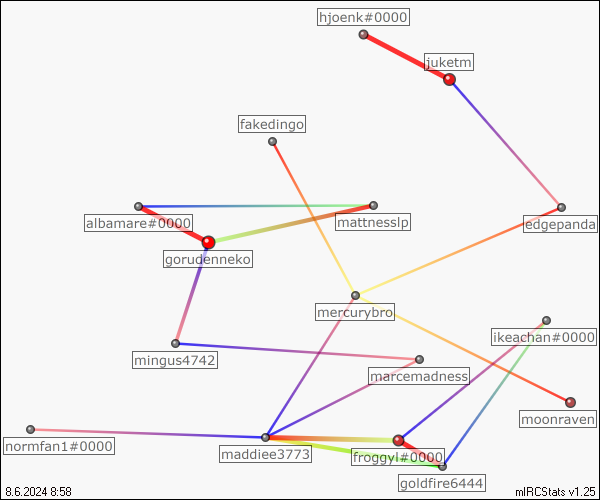 hjoenk#0000
juketm
fakedingo
albamare#0000
mattnesslp
edgepanda
gorudenneko
mercurybro
ikeachan#0000
mingus4742
marcemadness
moonraven
normfan1#0000
maddiee3773
froggyl#0000
goldfire6444
8.6.2024 8:58
mIRCStats v1.25